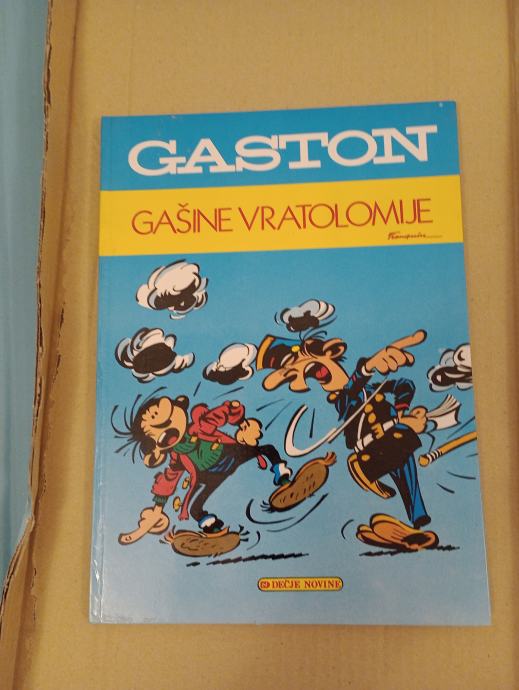 GASTON
GAŠINE VRATOLOMIJE
Franquin
DEČJE NOVINE